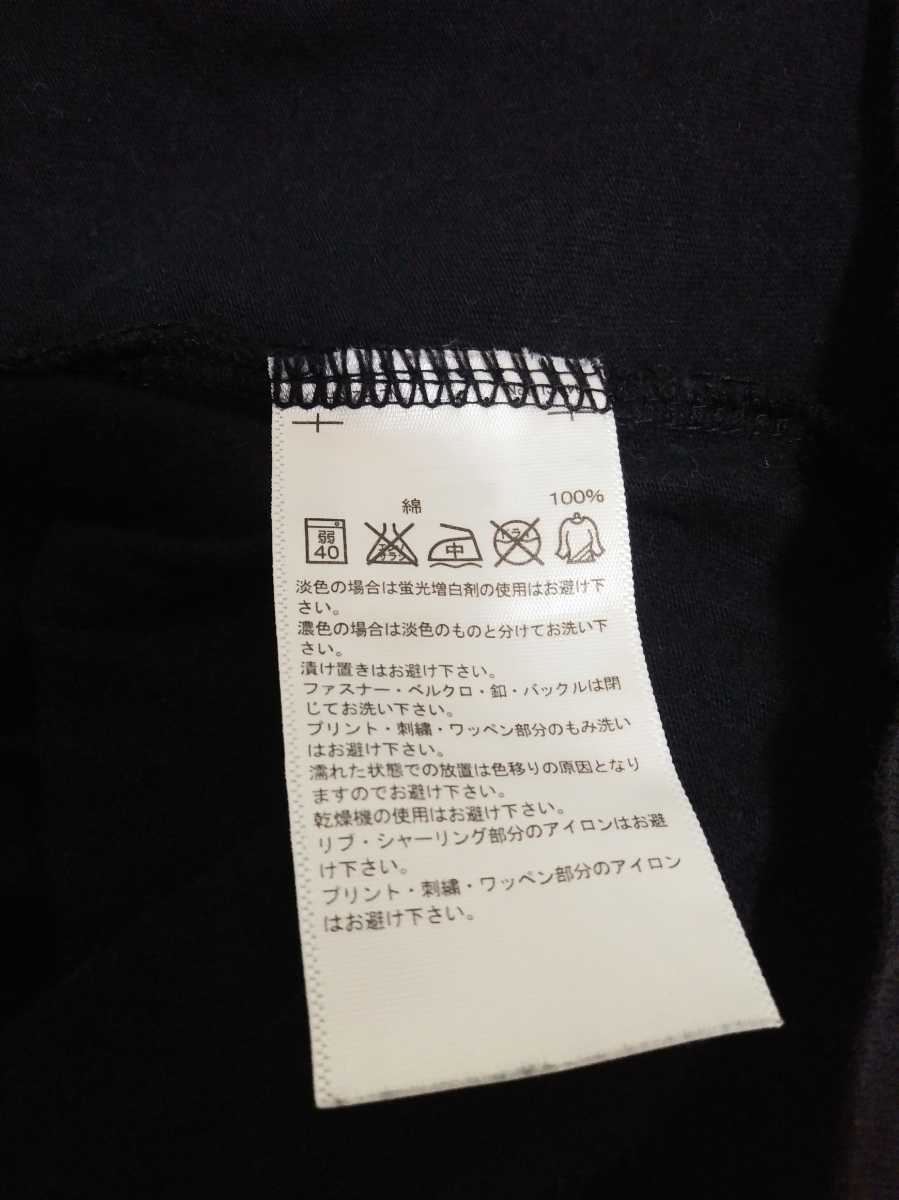 綿 100%
弱 40 エンソ サラシ 中 ドライ
淡色の場合は蛍光増白剤の使用はお避け下
さい。
濃色の場合は淡色のものと分けてお洗い下
さい。
漬け置きはお避け下さい。
ファスナー・ベルクロ・釦・バックルは閉
じてお洗い下さい。
プリント・刺繍・ワッペン部分のもみ洗い
はお避け下さい。
濡れた状態での放置は色移りの原因となり
ますのでお避け下さい。
乾燥機の使用はお避け下さい。
リブ・シャーリング部分のアイロンはお避
け下さい。
プリント・刺繍・ワッペン部分のアイロン
はお避け下さい。